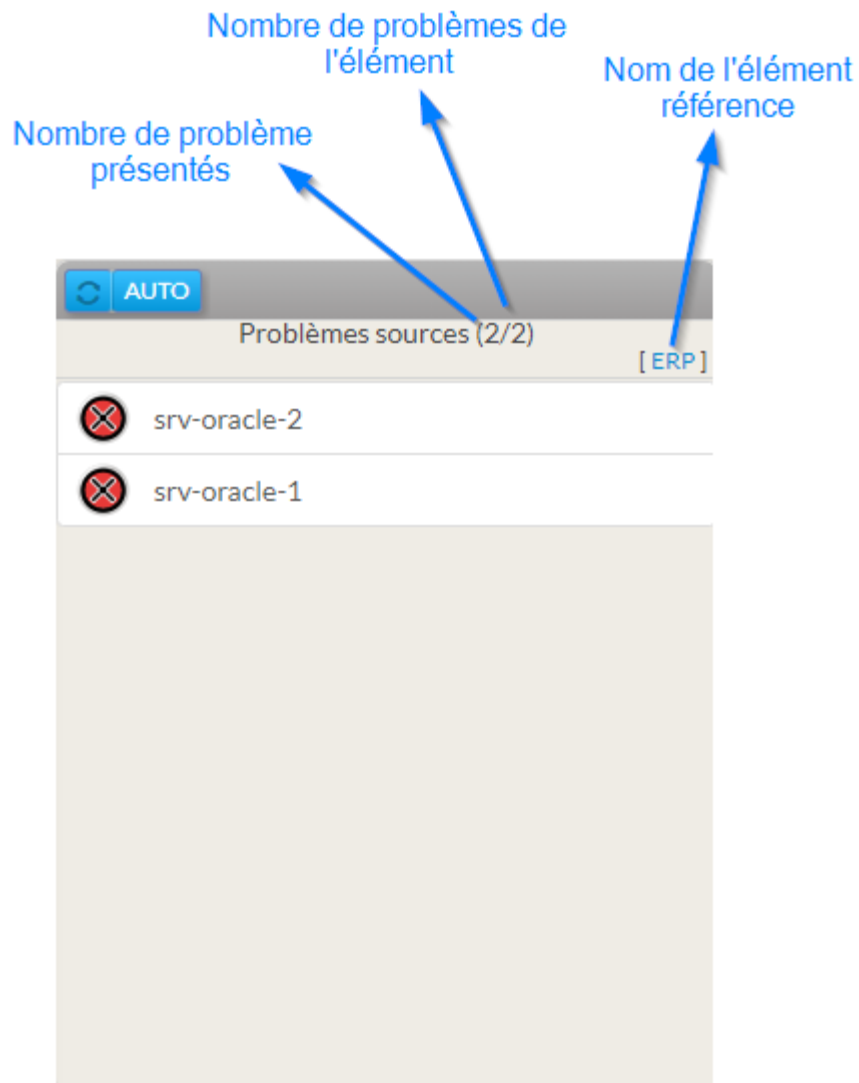 Nombre de problèmes de
l'élément
Nom de l'élément
référence
Nombre de problème
présentés
AUTO
Problèmes sources (2/2)
[ ERP ]
srv-oracle-2
srv-oracle-1